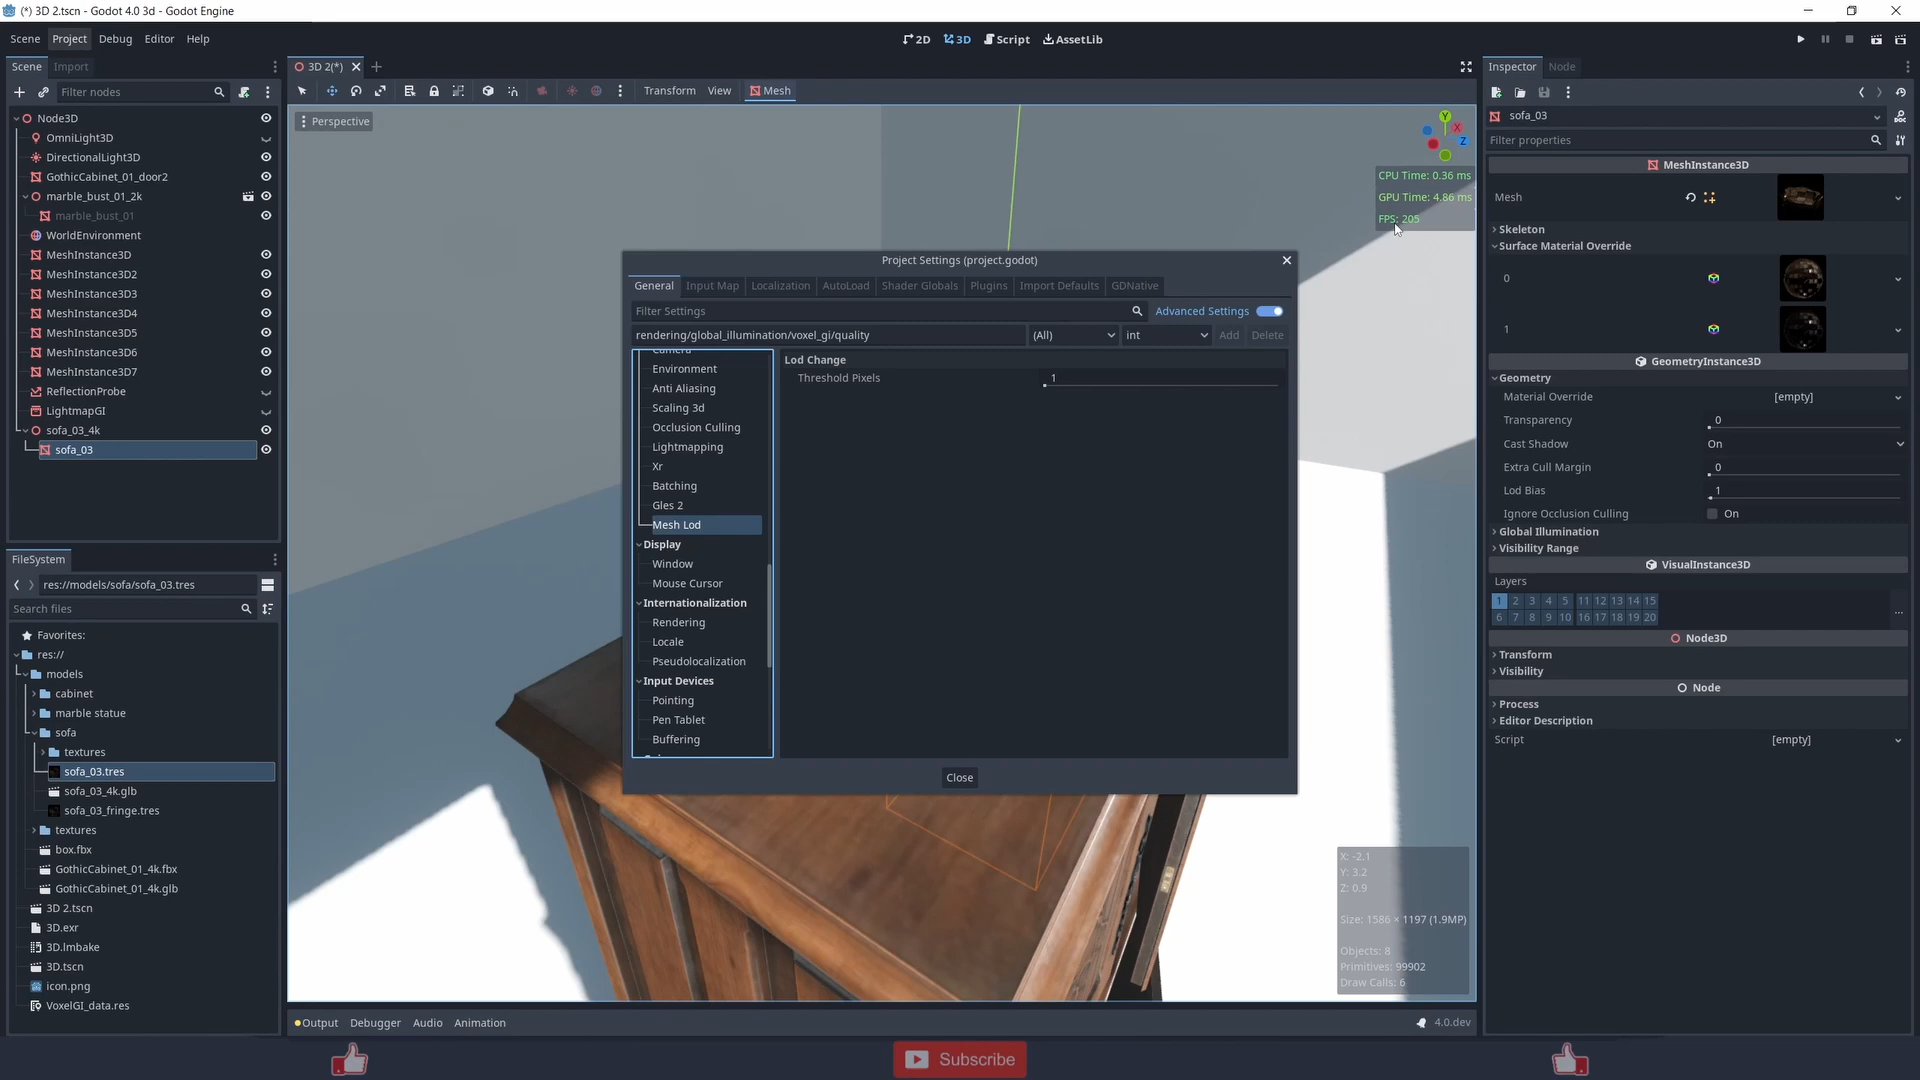 (*) 3D 2.tscn - Godot 4.0 3d - Godot Engine
Scene Project Debug Editor Help
2D 3D Script AssetLib
Scene Import
Filter nodes
Node3D
OmniLight3D
DirectionalLight3D
GothicCabinet_01_door2
marble_bust_01_2k
marble_bust_01
WorldEnvironment
MeshInstance3D
MeshInstance3D2
MeshInstance3D3
MeshInstance3D4
MeshInstance3D5
MeshInstance3D6
MeshInstance3D7
ReflectionProbe
LightmapGI
sofa_03_4k
sofa_03
FileSystem
res://models/sofa/sofa_03.tres
Search files
Favorites:
res://
models
cabinet
marble statue
sofa
textures
sofa_03.tres
sofa_03_4k.glb
sofa_03_fringe.tres
textures
box.fbx
GothicCabinet_01_4k.fbx
GothicCabinet_01_4k.glb
3D 2.tscn
3D.exr
3D.lmbake
3D.tscn
icon.png
VoxelGI_data.res
3D 2(*)
Transform View Mesh
Perspective
Y
X
Z
CPU Time: 0.36 ms
GPU Time: 4.86 ms
FPS: 205
Project Settings (project.godot)
General Input Map Localization AutoLoad Shader Globals Plugins Import Defaults GDNative
Filter Settings Advanced Settings
rendering/global_illumination/voxel_gi/quality (All) int Add Delete
Camera
Environment
Anti Aliasing
Scaling 3d
Occlusion Culling
Lightmapping
Xr
Batching
Gles 2
Mesh Lod
Display
Window
Mouse Cursor
Internationalization
Rendering
Locale
Pseudolocalization
Input Devices
Pointing
Pen Tablet
Buffering
Lod Change
Threshold Pixels 1
Close
X: -2.1
Y: 3.2
Z: 0.9
Size: 1586 × 1197 (1.9MP)
Objects: 8
Primitives: 99902
Draw Calls: 6
Output Debugger Audio Animation
4.0.dev
Inspector Node
sofa_03
Filter properties
MeshInstance3D
Mesh
Skeleton
Surface Material Override
0
1
GeometryInstance3D
Geometry
Material Override [empty]
Transparency 0
Cast Shadow On
Extra Cull Margin 0
Lod Bias 1
Ignore Occlusion Culling On
Global Illumination
Visibility Range
VisualInstance3D
Layers
1 2 3 4 5 11 12 13 14 15
6 7 8 9 10 16 17 18 19 20
...
Node3D
Transform
Visibility
Node
Process
Editor Description
Script [empty]
Subscribe